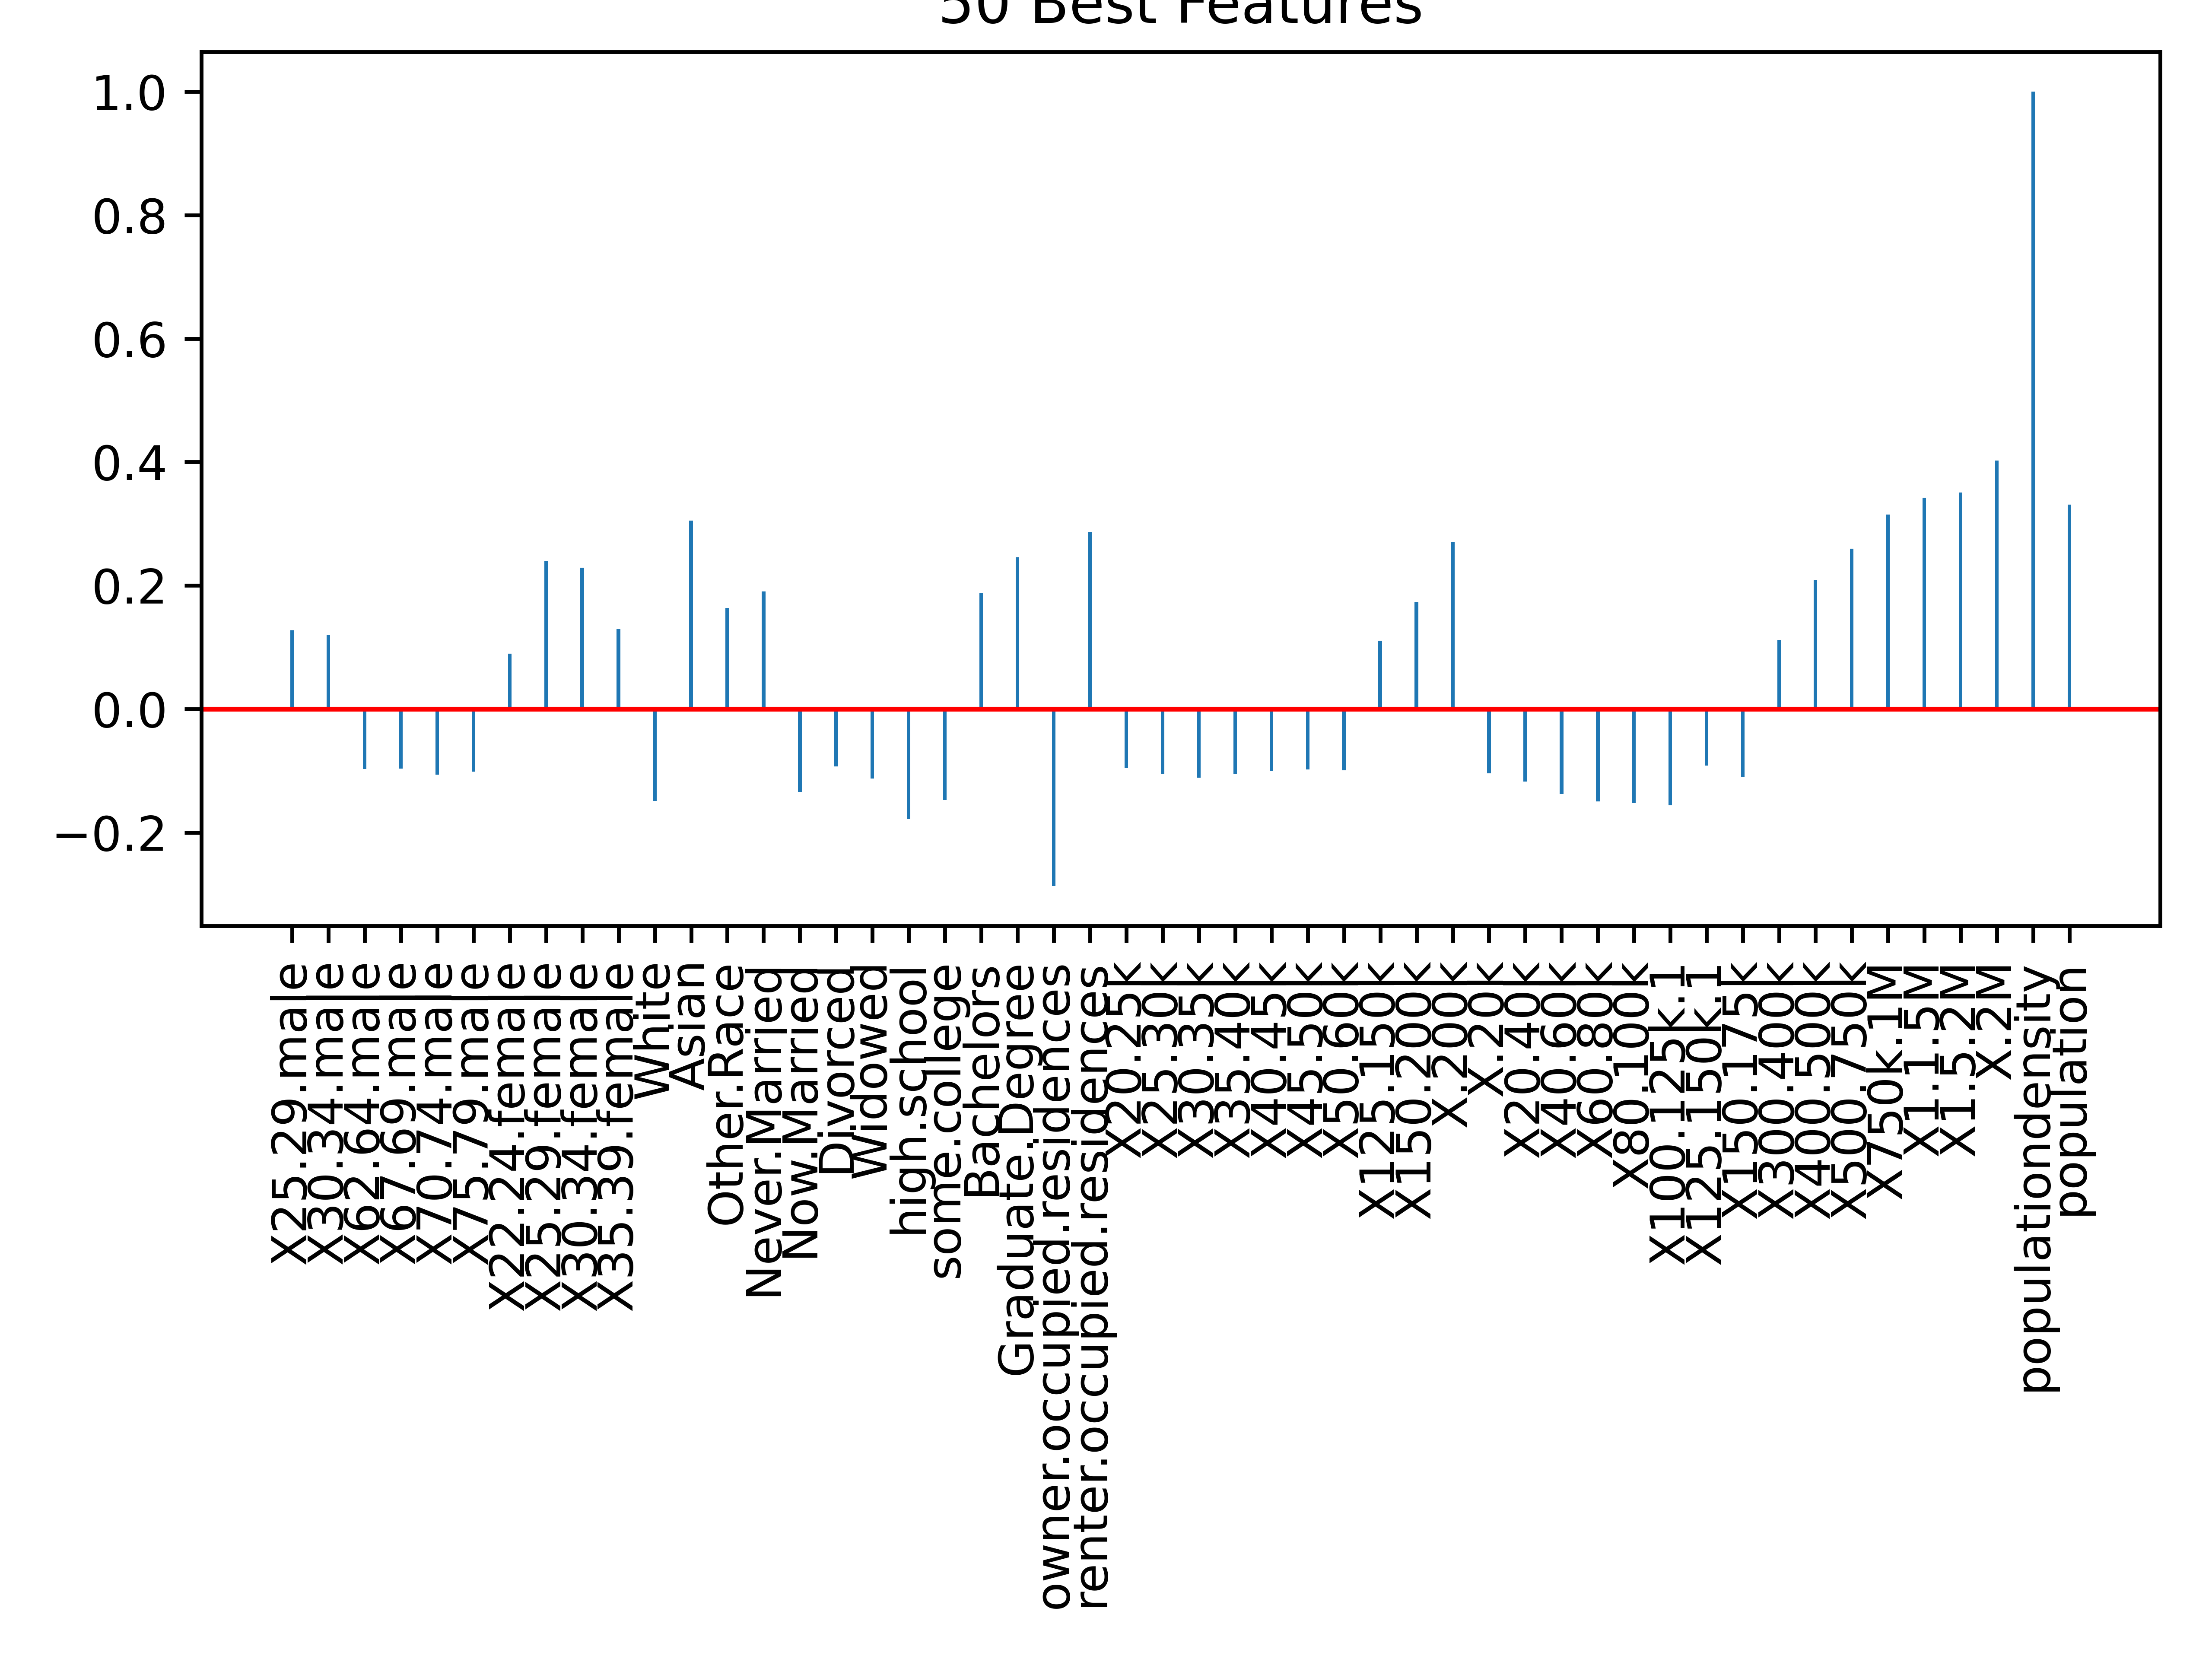 50 Best Features
1.0
0.8
0.6
0.4
0.2
0.0
−0.2
X25.29.male
X30.34.male
X62.64.male
X67.69.male
X70.74.male
X75.79.male
X22.24.female
X25.29.female
X30.34.female
X35.39.female
White
Asian
Other.Race
Never.Married
Now.Married
Divorced
Widowed
high.school
some.college
Bachelors
Graduate.Degree
owner.occupied.residences
renter.occupied.residences
X20.25k
X25.30k
X30.35k
X35.40k
X40.45k
X45.50k
X50.60k
X125.150k
X150.200k
X.200k
X.20k
X20.40k
X40.60k
X60.80k
X80.100k
X100.125k.1
X125.150k.1
X150.175k
X300.400k
X400.500k
X500.750k
X750k.1M
X1.1.5M
X1.5.2M
X.2M
populationdensity
population